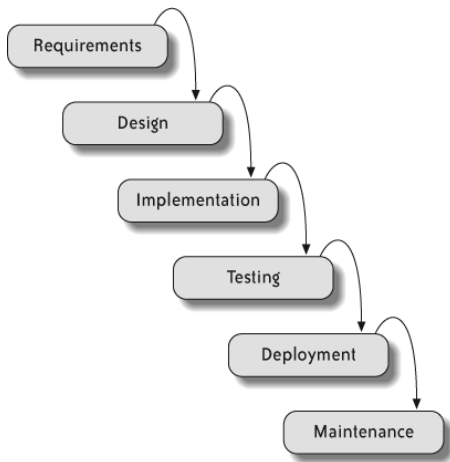 Requirements
Design
Implementation
Testing
Deployment
Maintenance